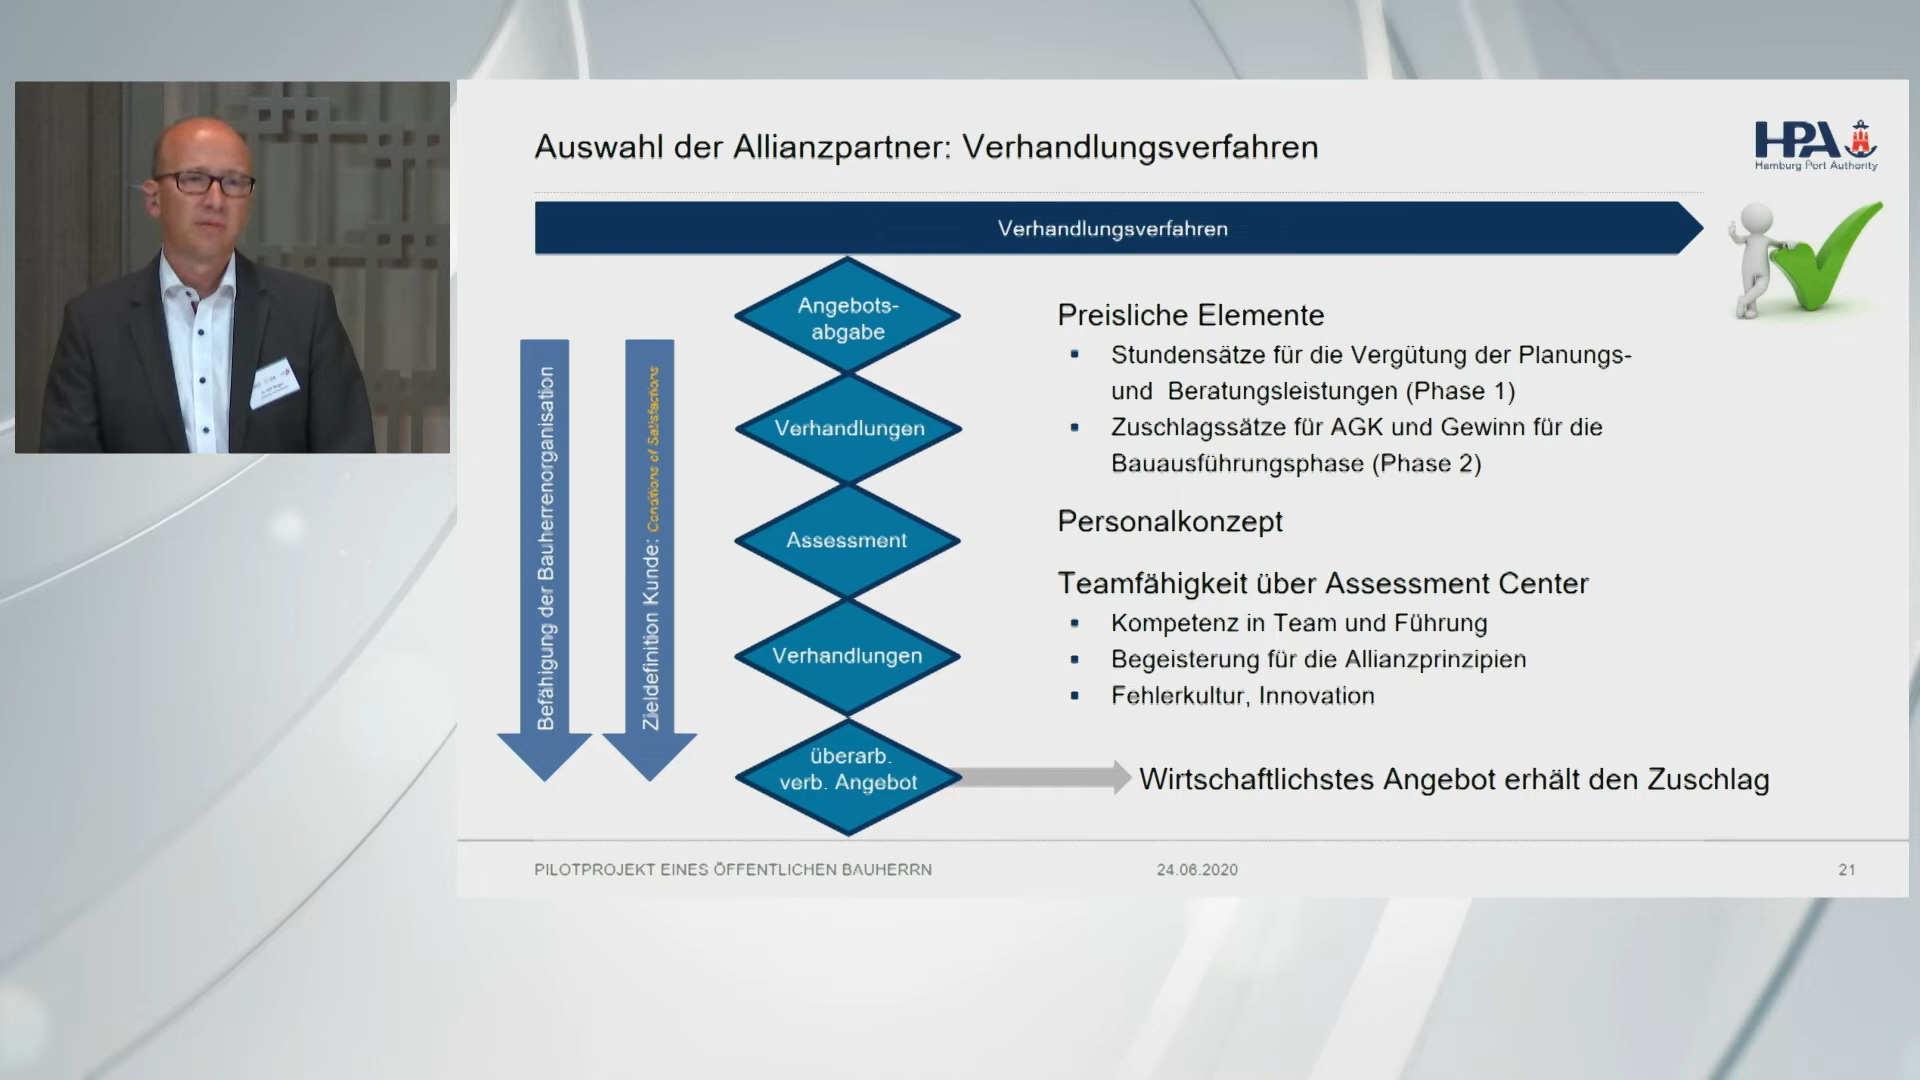 Auswahl der Allianzpartner: Verhandlungsverfahren
HPA
Hamburg Port Authority
Verhandlungsverfahren
Befähigung der Bauherrenorganisation
Zieldefinition Kunde: Conditions of Satisfactions
Angebots-
abgabe
Verhandlungen
Assessment
Verhandlungen
überarb.
verb. Angebot
Preisliche Elemente
▪ Stundensätze für die Vergütung der Planungs-
und Beratungsleistungen (Phase 1)
▪ Zuschlagssätze für AGK und Gewinn für die
Bauausführungsphase (Phase 2)
Personalkonzept
Teamfähigkeit über Assessment Center
▪ Kompetenz in Team und Führung
▪ Begeisterung für die Allianzprinzipien
▪ Fehlerkultur, Innovation
Wirtschaftlichstes Angebot erhält den Zuschlag
PILOTPROJEKT EINES ÖFFENTLICHEN BAUHERRN
24.06.2020
21